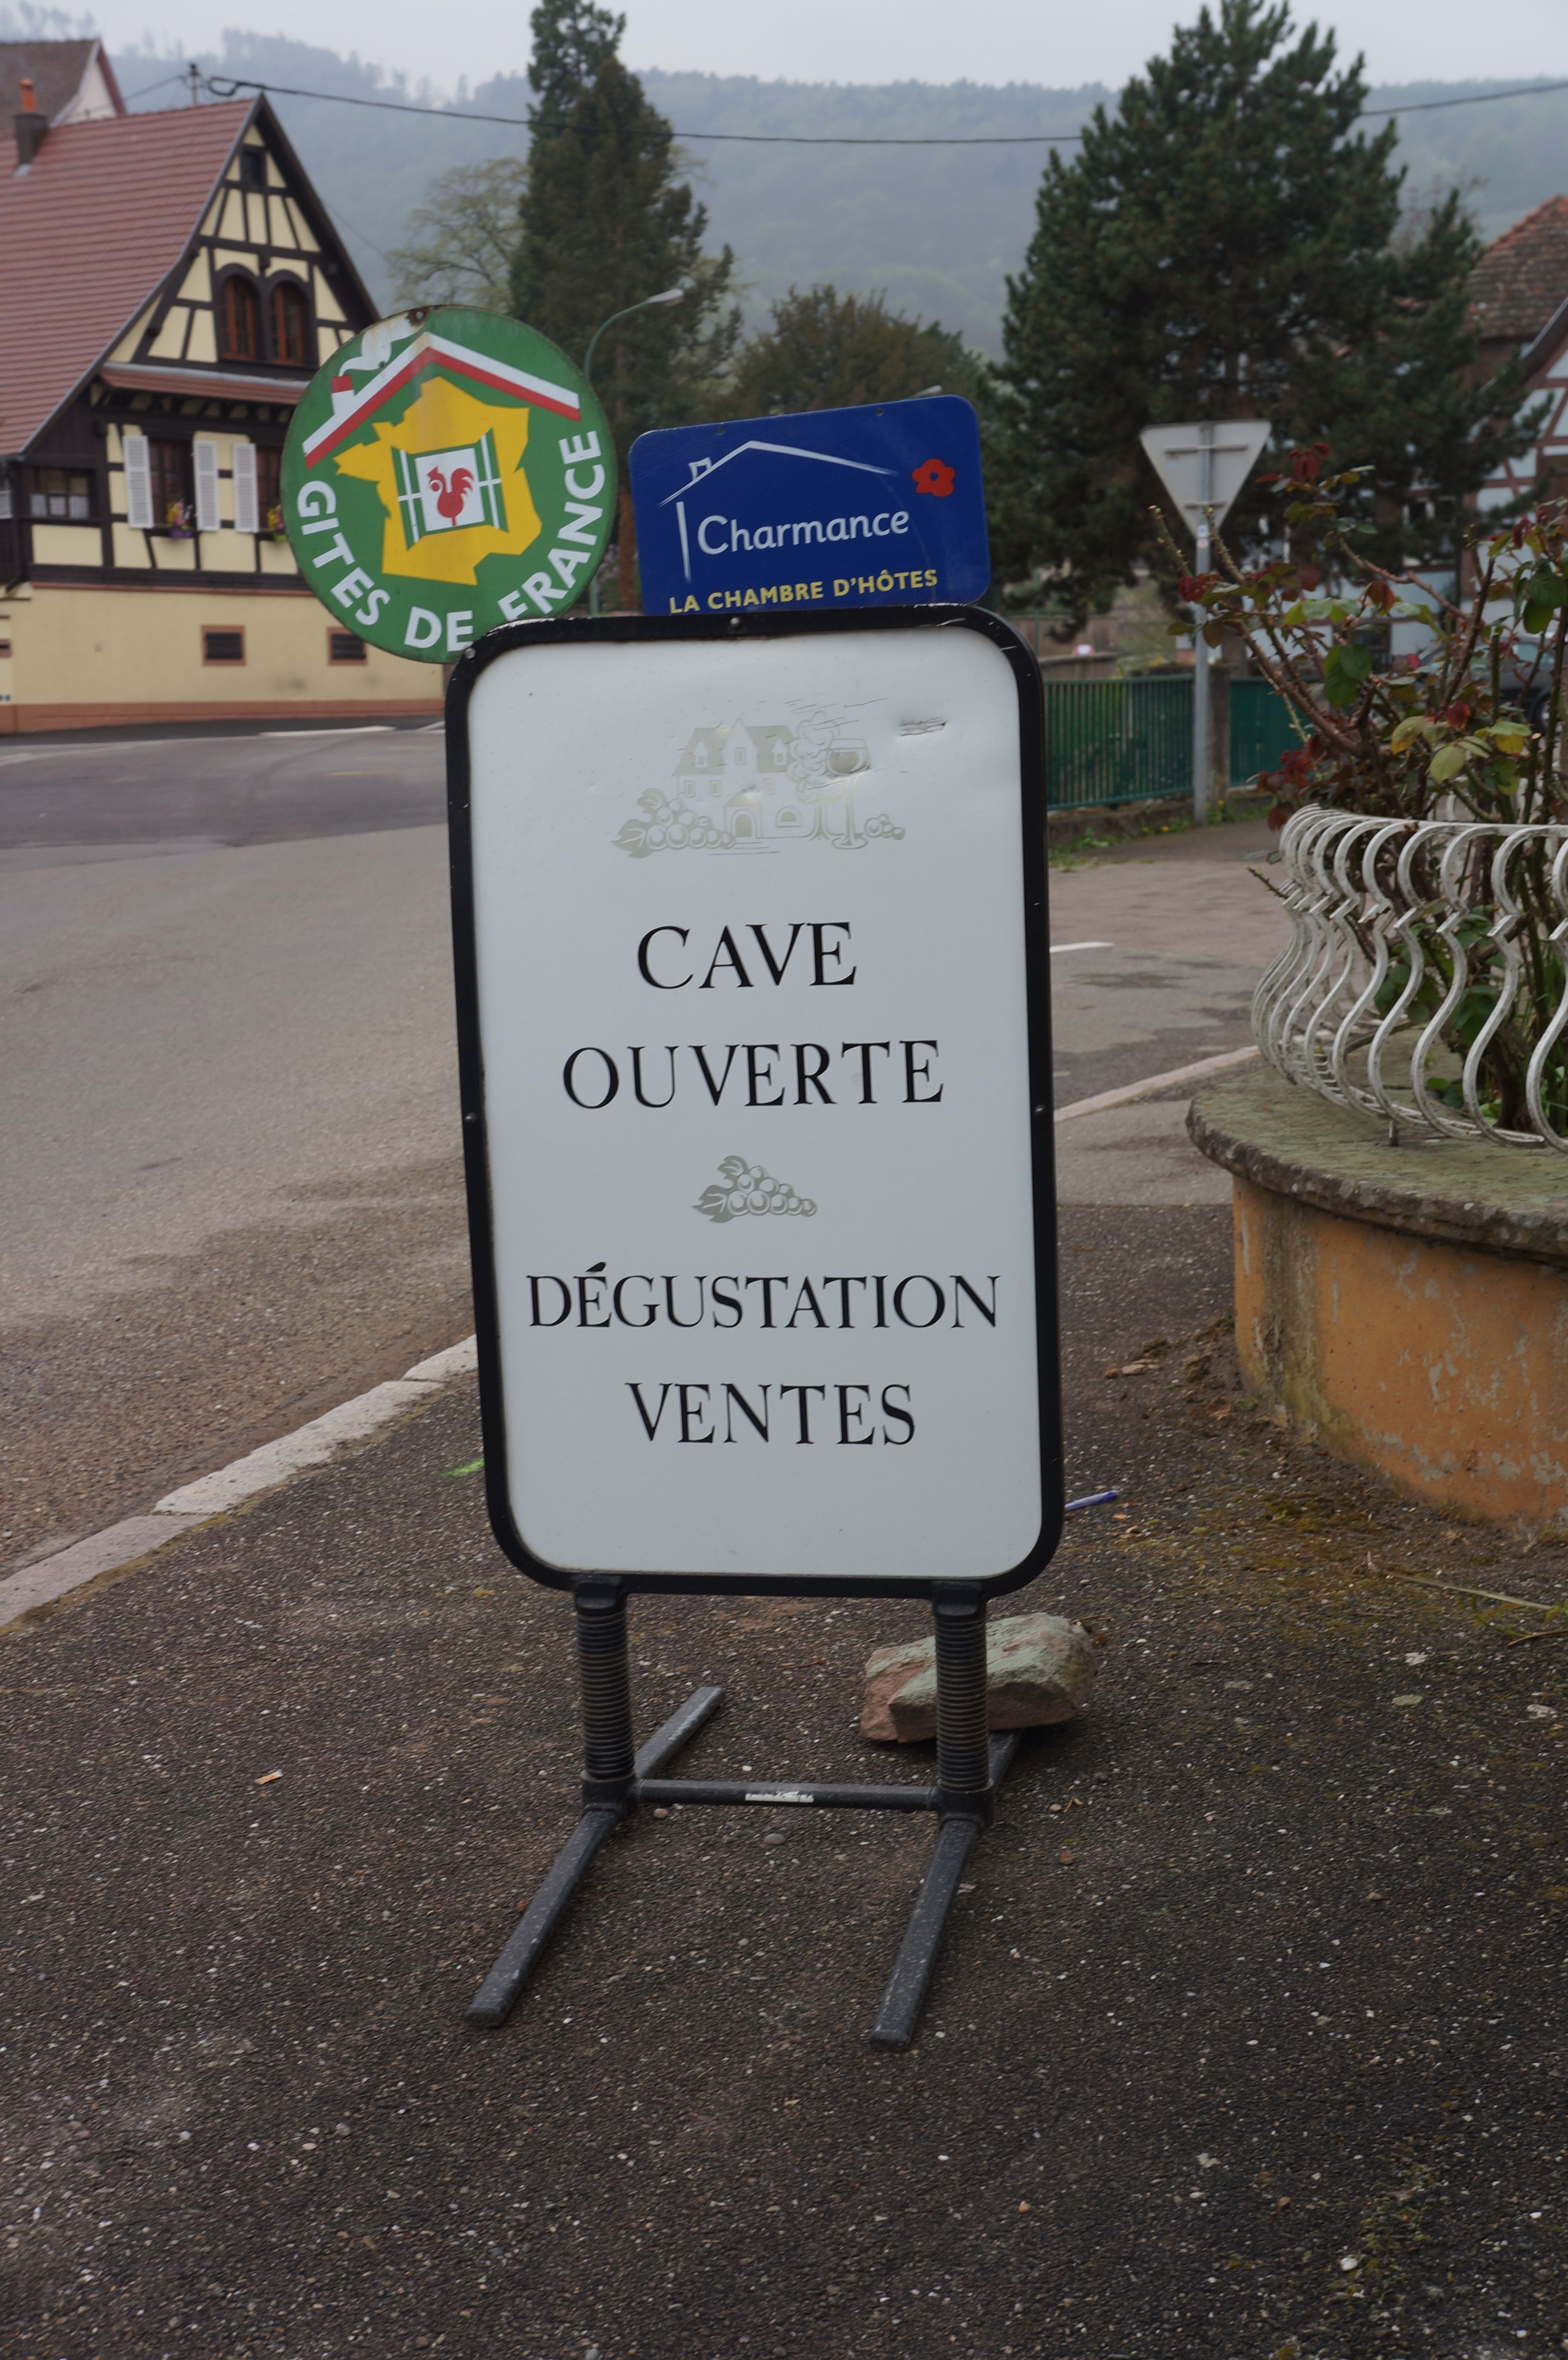 GITES DE FRANCE
Charmance
LA CHAMBRE D'HÔTES
CAVE
OUVERTE
DÉGUSTATION
VENTES